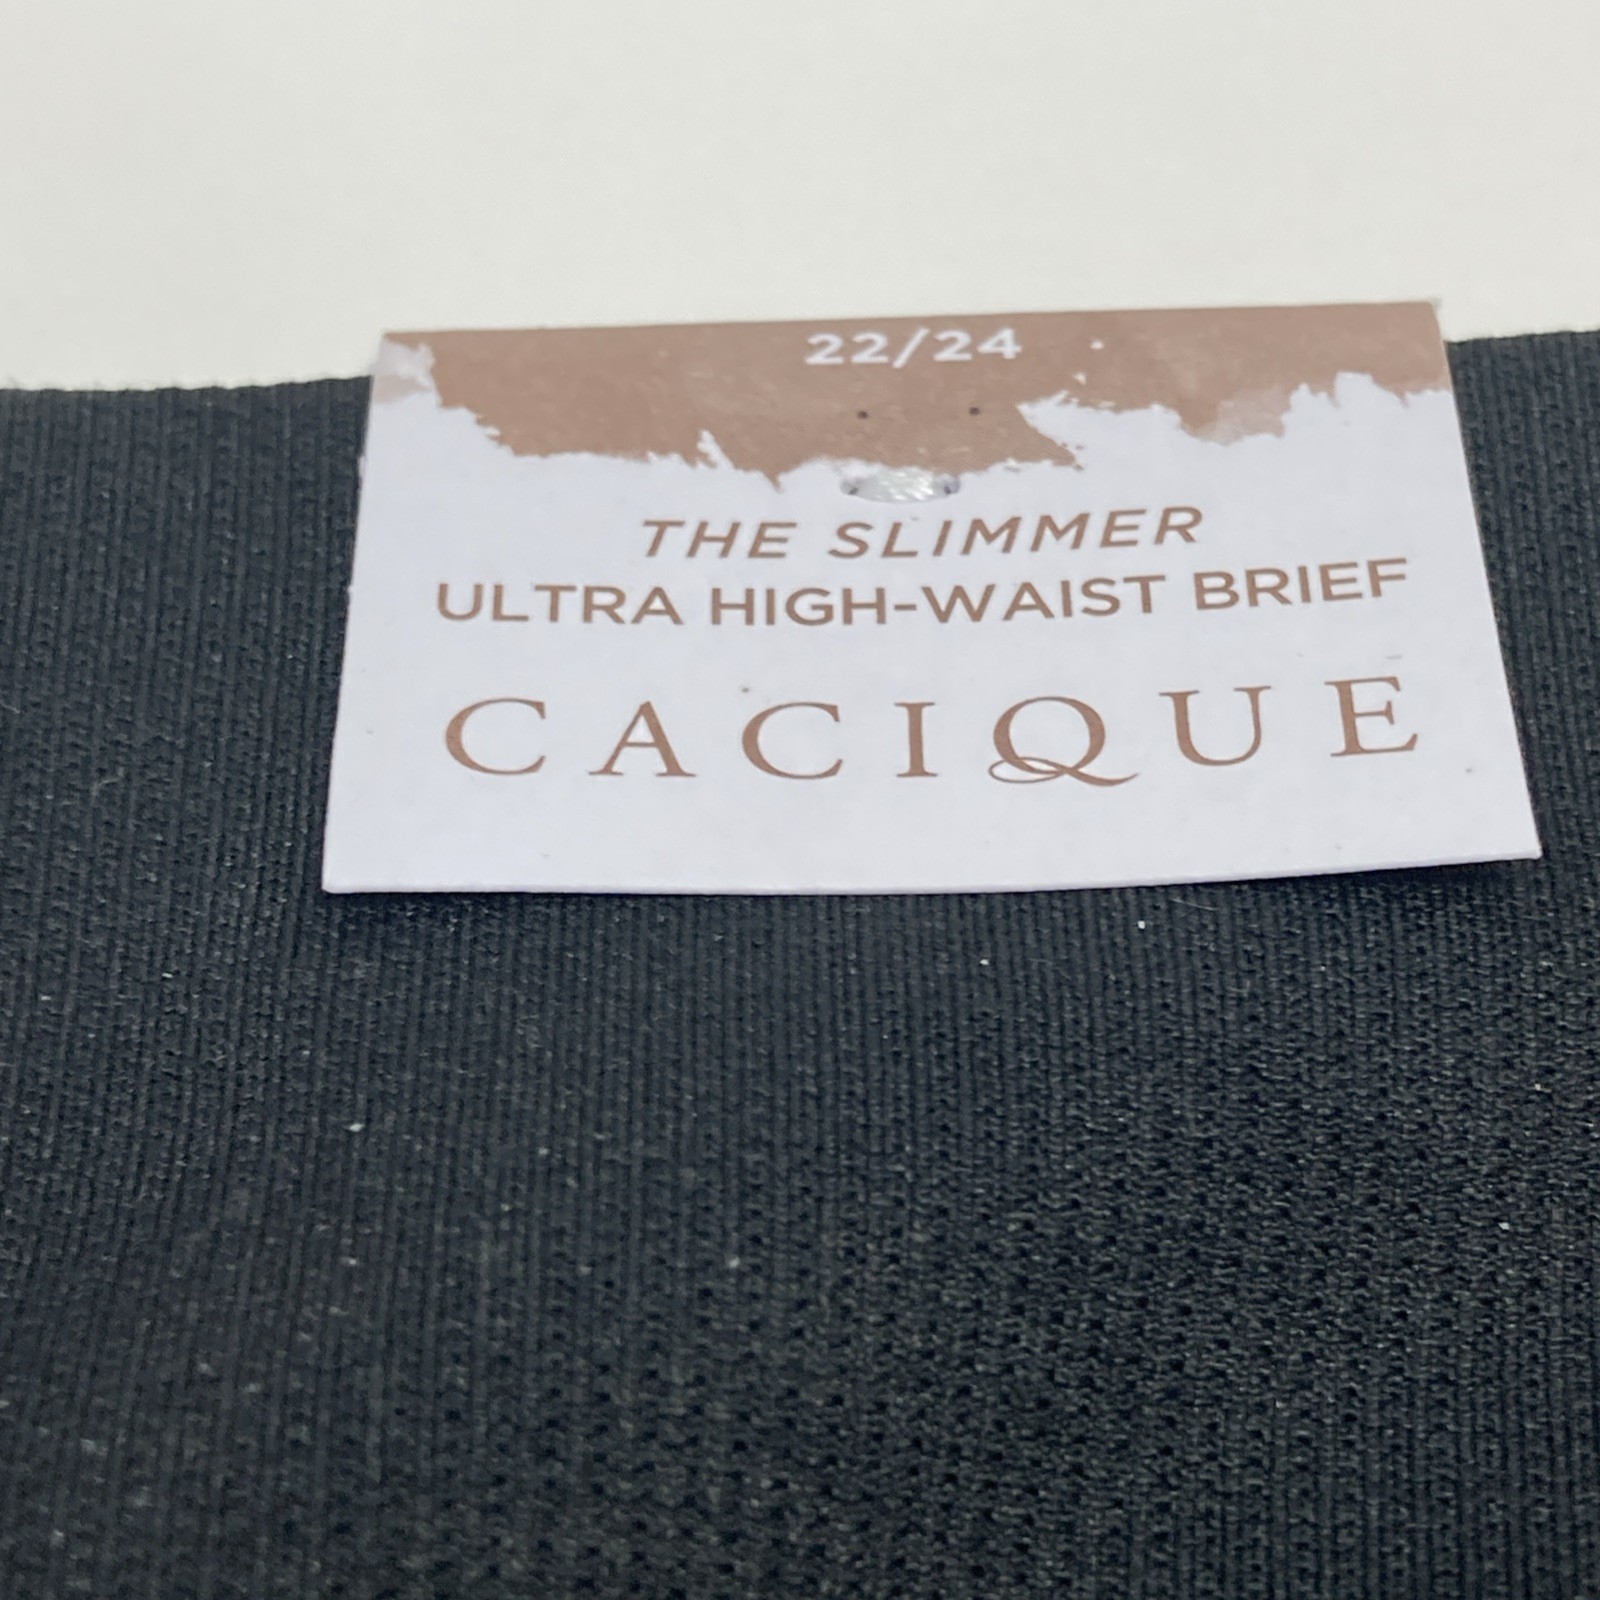 22/24
THE SLIMMER
ULTRA HIGH-WAIST BRIEF
CACIQUE